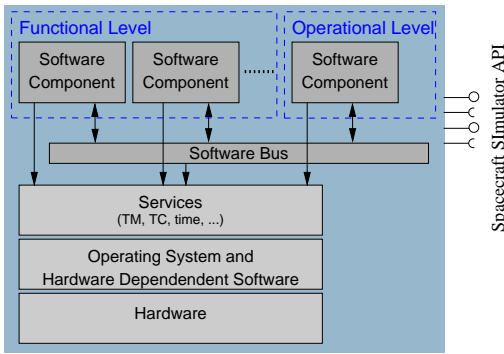 Functional Level
Operational Level
Software
Component
Software
Component
Software
Component
Software Bus
Services
(TM, TC, time, ...)
Operating System and
Hardware Dependendent Software
Hardware
Spacecraft SImulator API